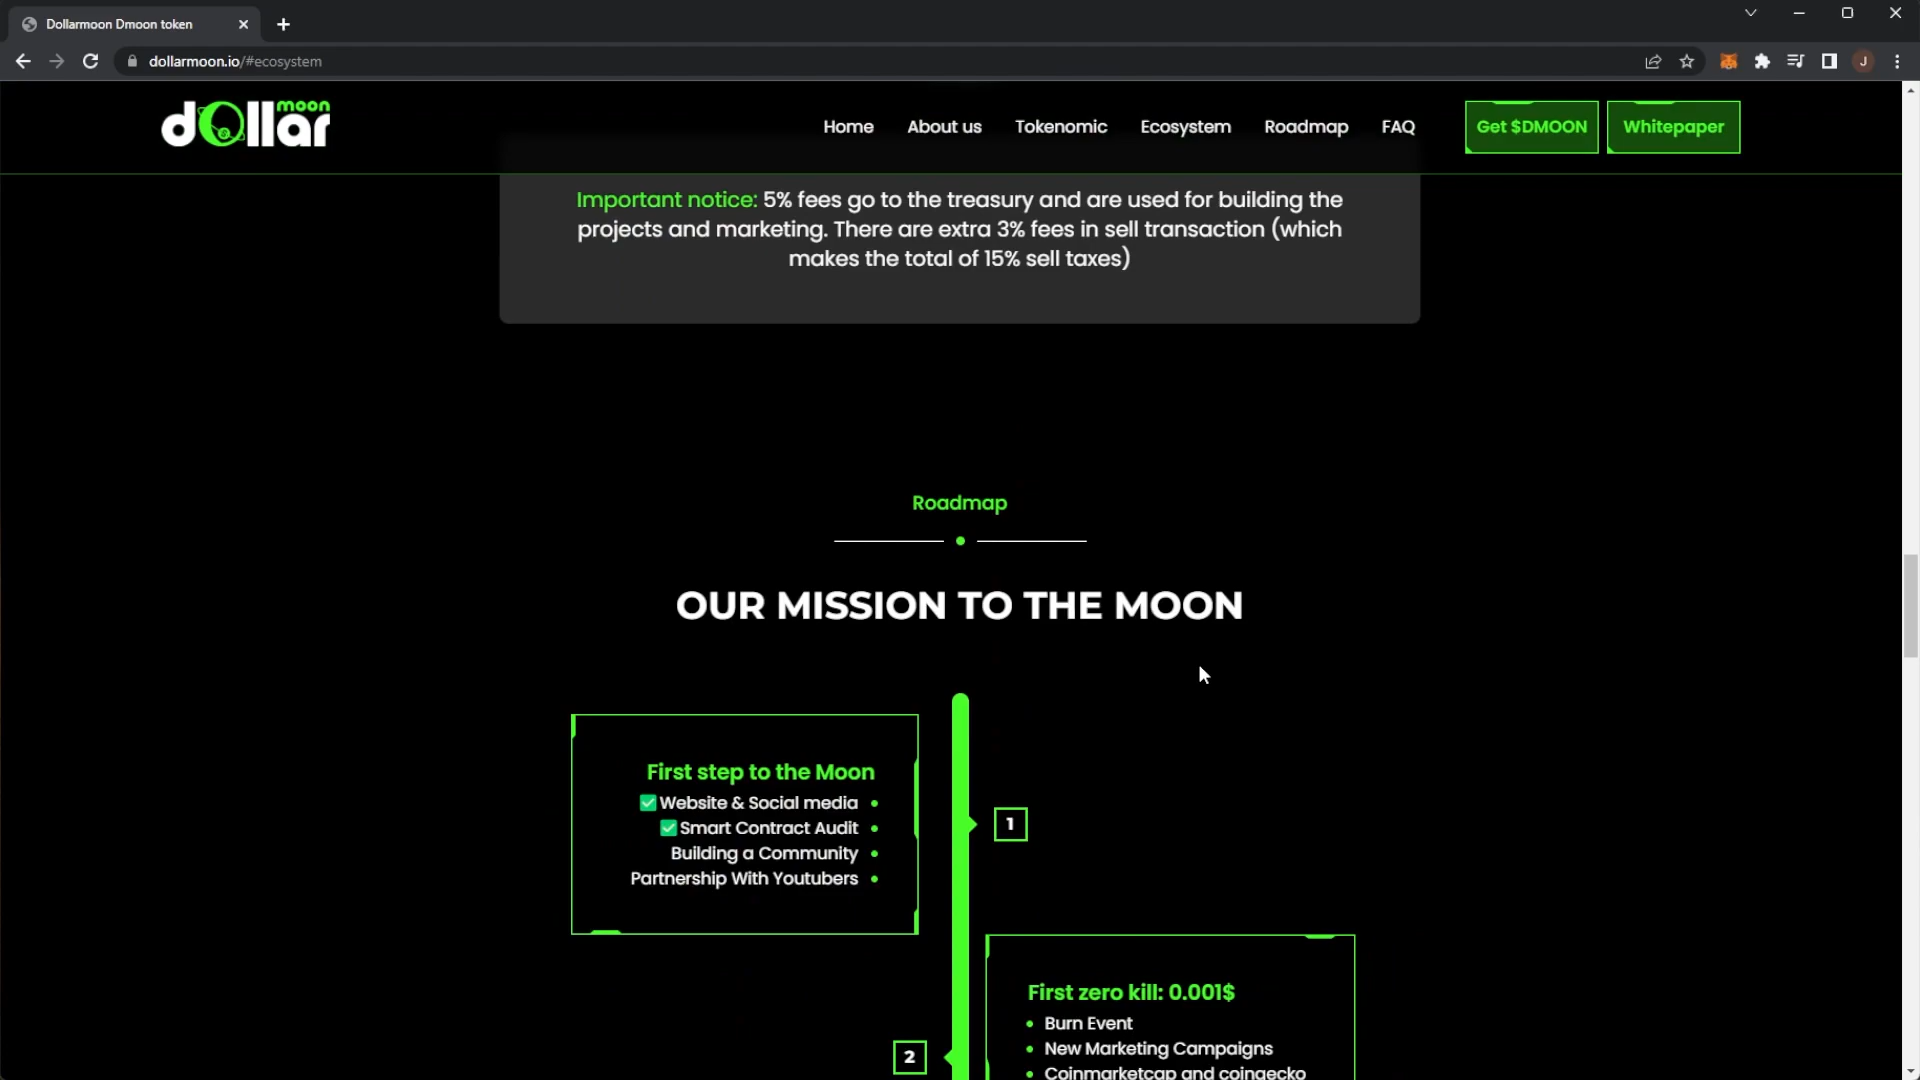 Dollarmoon Dmoon token
dollarmoon.io/#ecosystem
J
dollar moon
Home
About us
Tokenomic
Ecosystem
Roadmap
FAQ
Get $DMOON
Whitepaper
Important notice: 5% fees go to the treasury and are used for building the
projects and marketing. There are extra 3% fees in sell transaction (which
makes the total of 15% sell taxes)
Roadmap
OUR MISSION TO THE MOON
First step to the Moon
✅Website & Social media •
✅Smart Contract Audit •
Building a Community •
Partnership With Youtubers •
1
First zero kill: 0.001$
• Burn Event
• New Marketing Campaigns
• Coinmarketcap and coingecko
2